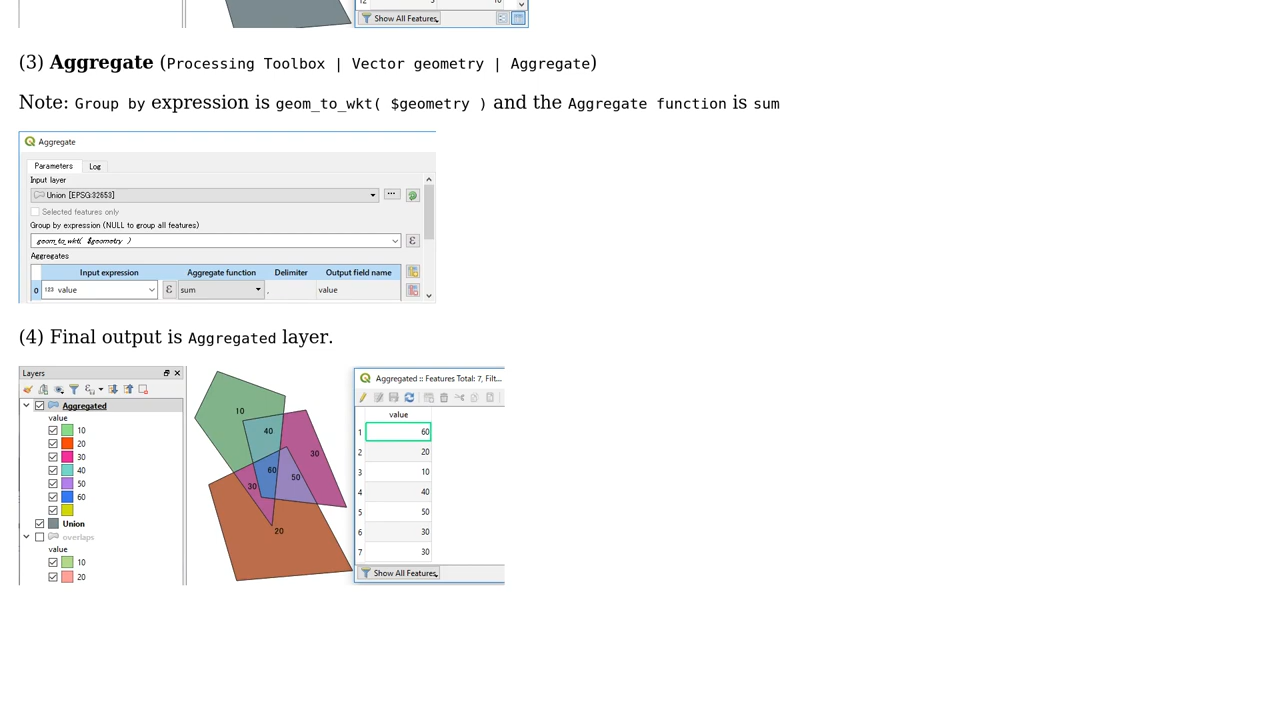 12
Show All Features
(3) Aggregate (Processing Toolbox | Vector geometry | Aggregate)
Note: Group by expression is geom_to_wkt( $geometry ) and the Aggregate function is sum
Aggregate
Parameters Log
Input layer
Union [EPSG:32653]
Selected features only
Group by expression (NULL to group all features)
geom_to_wkt( $geometry )
Aggregates
Input expression Aggregate function Delimiter Output field name
0 123 value ε sum , value
(4) Final output is Aggregated layer.
Layers
Aggregated
value
10
20
30
40
50
60
Union
overlaps
value
10
20
10
40
30
60
50
30
20
Aggregated :: Features Total: 7, Filt...
value
1 60
2 20
3 10
4 40
5 50
6 30
7 30
Show All Features